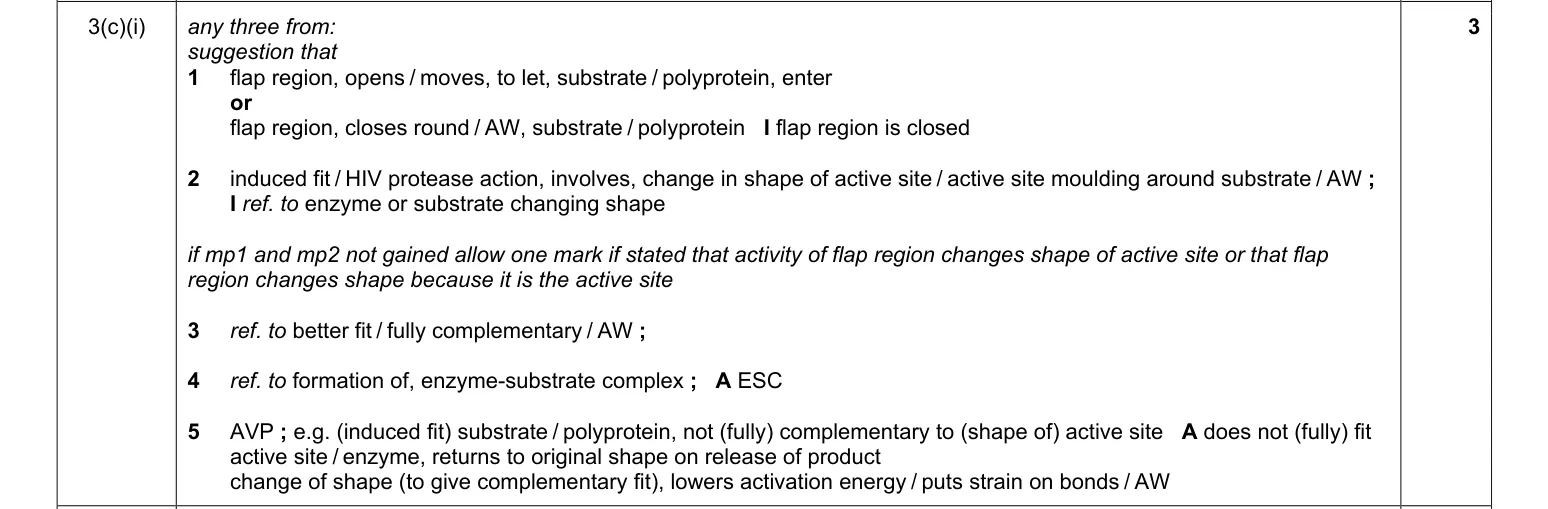 3(c)(i) any three from: 3
suggestion that
1 flap region, opens / moves, to let, substrate / polyprotein, enter
or
flap region, closes round / AW, substrate / polyprotein I flap region is closed
2 induced fit / HIV protease action, involves, change in shape of active site / active site moulding around substrate / AW ;
I ref. to enzyme or substrate changing shape
if mp1 and mp2 not gained allow one mark if stated that activity of flap region changes shape of active site or that flap
region changes shape because it is the active site
3 ref. to better fit / fully complementary / AW ;
4 ref. to formation of, enzyme-substrate complex ; A ESC
5 AVP ; e.g. (induced fit) substrate / polyprotein, not (fully) complementary to (shape of) active site A does not (fully) fit
active site / enzyme, returns to original shape on release of product
change of shape (to give complementary fit), lowers activation energy / puts strain on bonds / AW